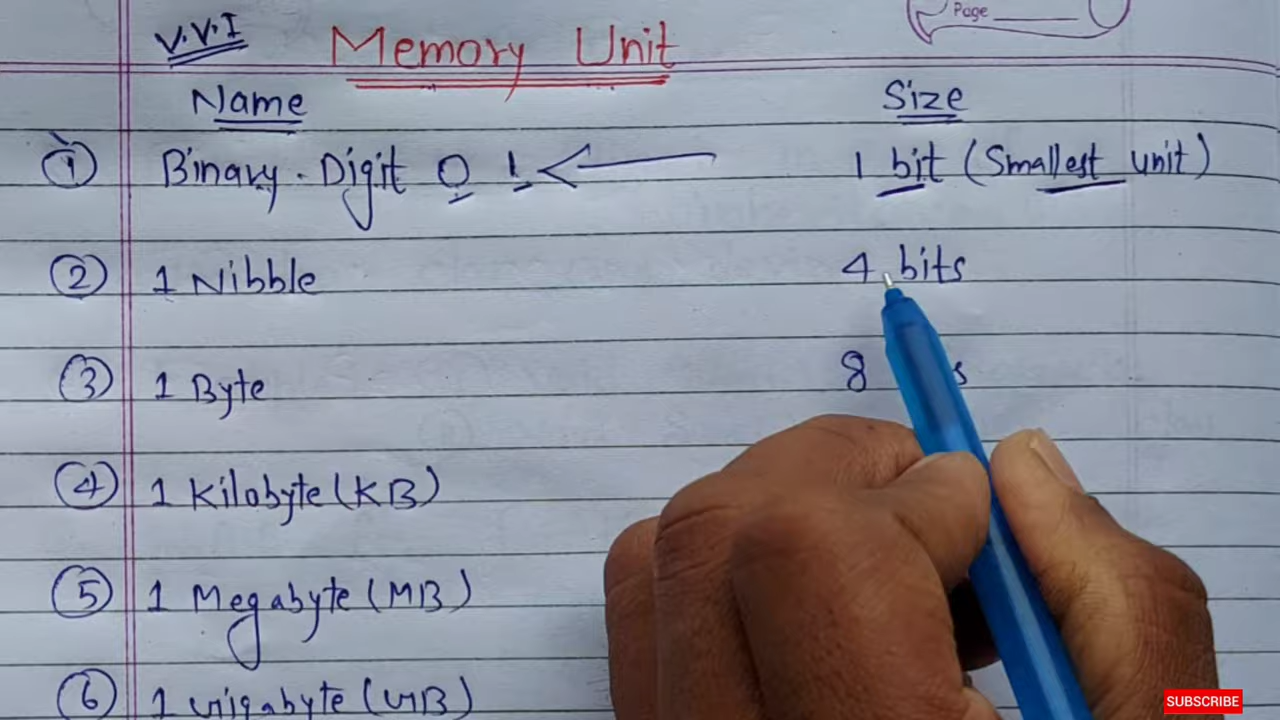 Page
V.V.I Memory Unit
Name Size
1 Binary Digit 0 1 1 bit (Smallest unit)
2 1 Nibble 4 bits
3 1 Byte 8
4 1 Kilobyte (KB)
5 1 Megabyte (MB)
6 1 Gigabyte (GB)
SUBSCRIBE